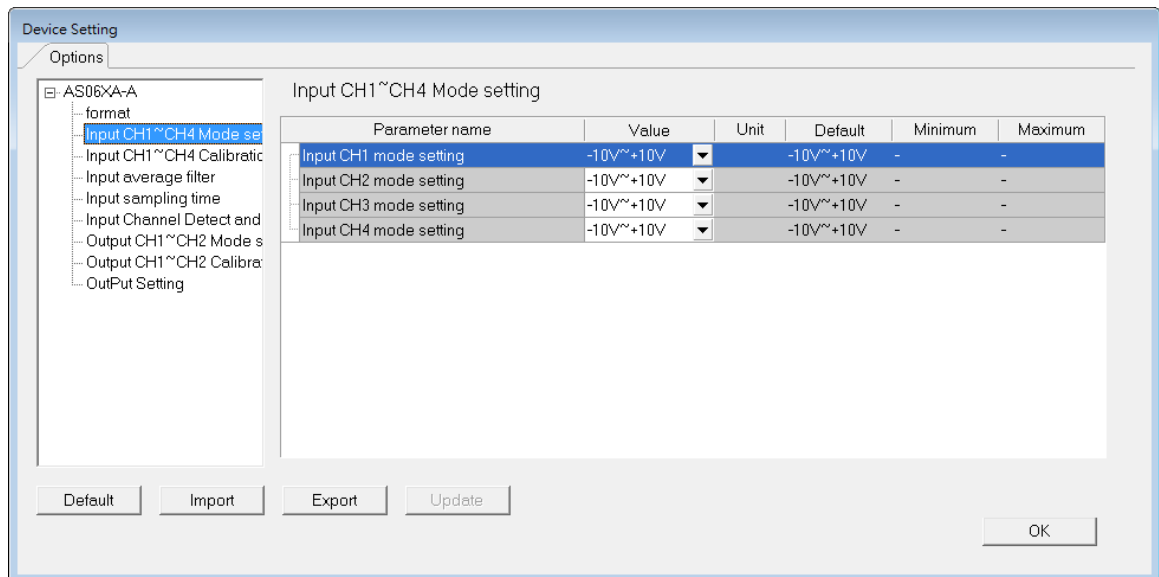 Device Setting
Options
AS06XA-A
format
Input CH1~CH4 Mode se
Input CH1~CH4 Calibratic
Input average filter
Input sampling time
Input Channel Detect and
Output CH1~CH2 Mode s
Output CH1~CH2 Calibra
OutPut Setting
Input CH1~CH4 Mode setting
Parameter name Value Unit Default Minimum Maximum
Input CH1 mode setting -10V~+10V -10V~+10V - -
Input CH2 mode setting -10V~+10V -10V~+10V - -
Input CH3 mode setting -10V~+10V -10V~+10V - -
Input CH4 mode setting -10V~+10V -10V~+10V - -
Default Import Export Update
OK